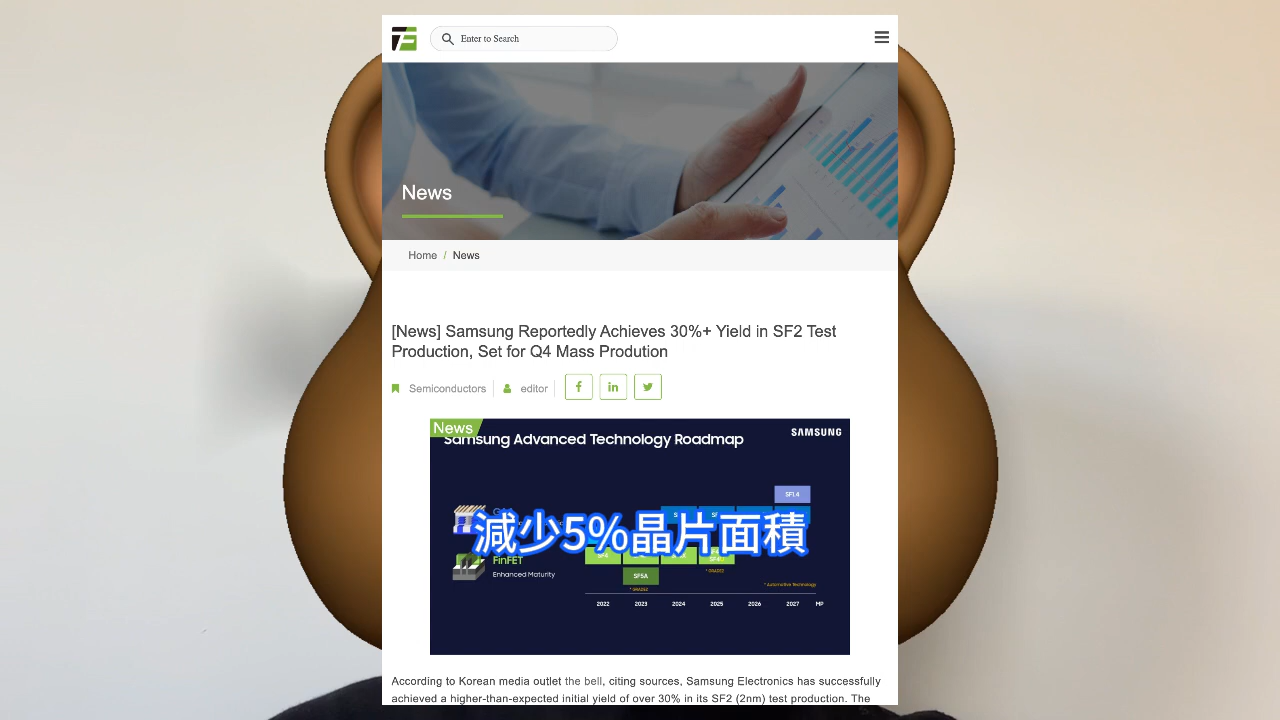 Enter to Search
News
Home / News
[News] Samsung Reportedly Achieves 30%+ Yield in SF2 Test
Production, Set for Q4 Mass Prodution
Semiconductors editor
News
Samsung Advanced Technology Roadmap
SAMSUNG
SF1.4
減少5%晶片面積
FinFET
Enhanced Maturity
SF5A
* GRADE2
* GRADE2
* Automotive Technology
2022 2023 2024 2025 2026 2027 MP
According to Korean media outlet the bell, citing sources, Samsung Electronics has successfully
achieved a higher-than-expected initial yield of over 30% in its SF2 (2nm) test production. The